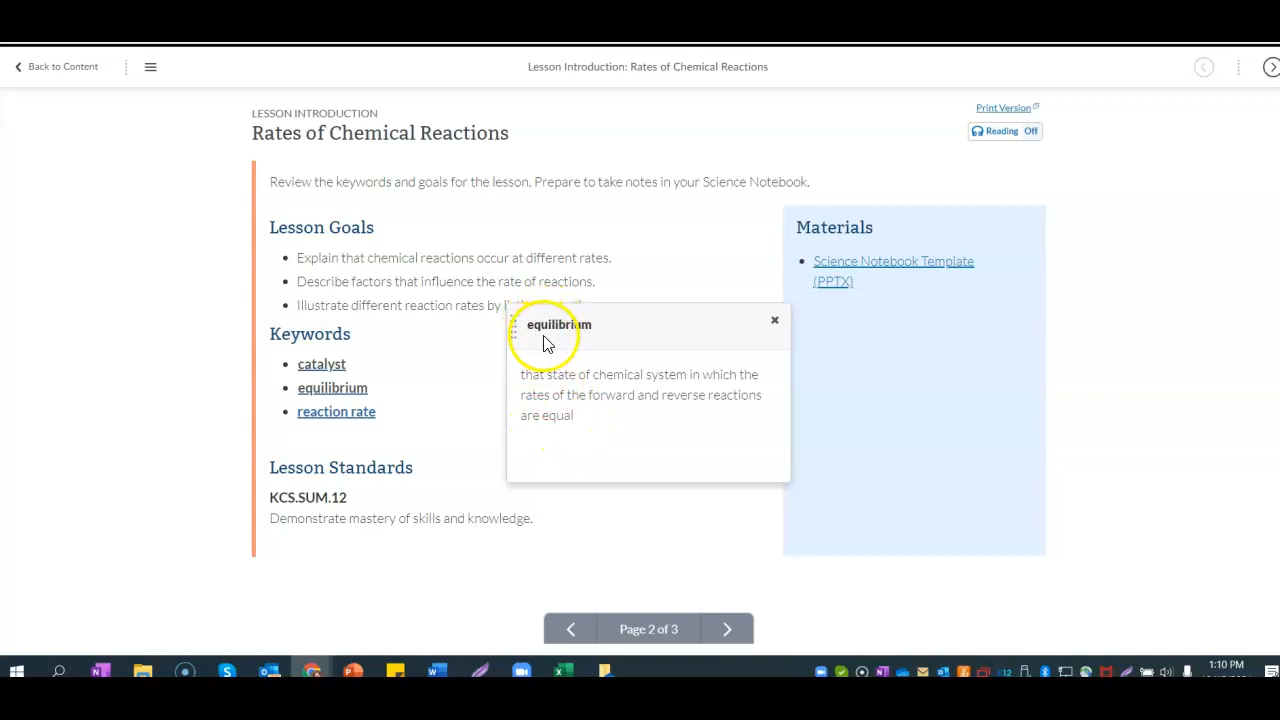 Back to Content
Lesson Introduction: Rates of Chemical Reactions
LESSON INTRODUCTION
Rates of Chemical Reactions
Print Version
Reading Off
Review the keywords and goals for the lesson. Prepare to take notes in your Science Notebook.
Lesson Goals
Explain that chemical reactions occur at different rates.
Describe factors that influence the rate of reactions.
Illustrate different reaction rates by
Keywords
catalyst
equilibrium
reaction rate
equilibrium
that state of chemical system in which the
rates of the forward and reverse reactions
are equal
Lesson Standards
KCS.SUM.12
Demonstrate mastery of skills and knowledge.
Materials
Science Notebook Template
(PPTX)
Page 2 of 3
1:10 PM